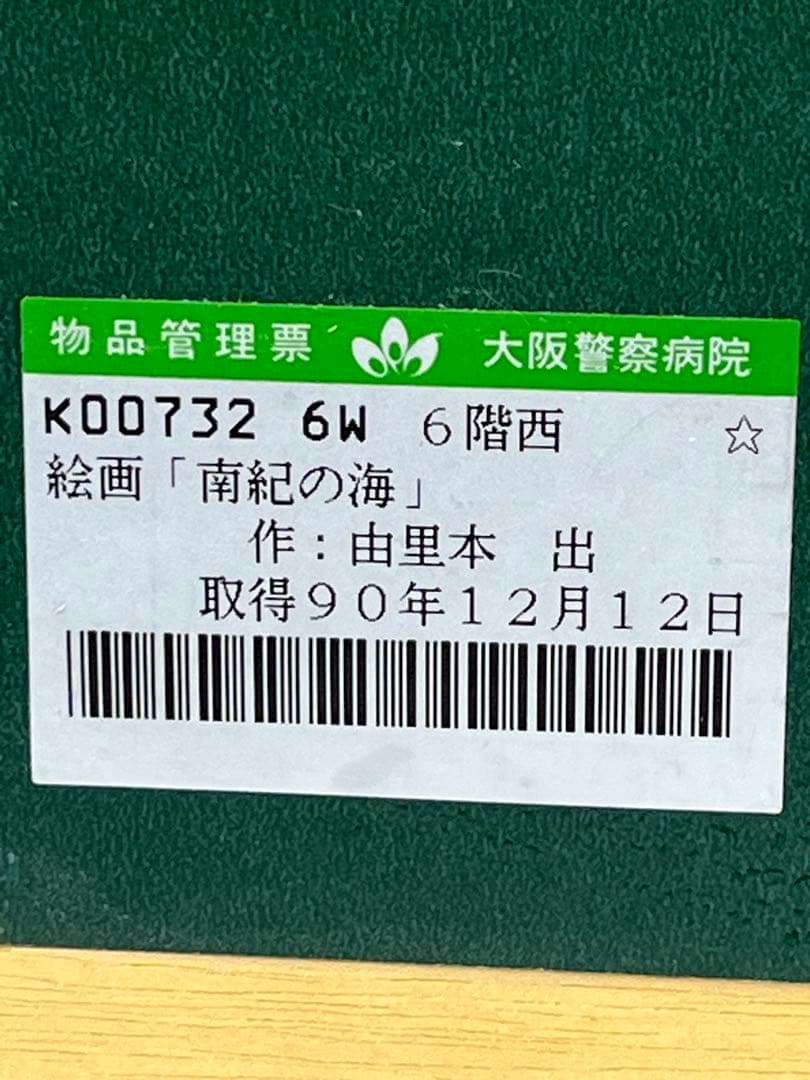 物品管理票 大阪警察病院
K00732 6W 6階西 ☆
絵画「南紀の海」
作：由里本 出
取得90年12月12日